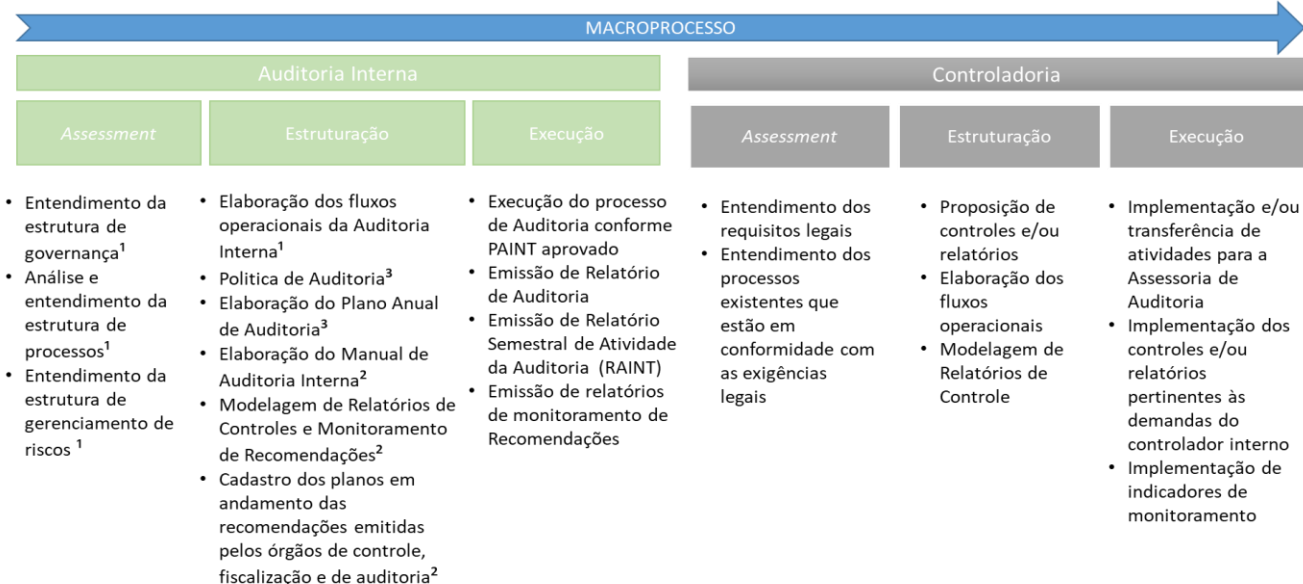 MACROPROCESSO
Auditoria Interna
Assessment
Estruturação
Execução
• Entendimento da
estrutura de
governança¹
• Análise e
entendimento da
estrutura de
processos¹
• Entendimento da
estrutura de
gerenciamento de
riscos ¹
• Elaboração dos fluxos
operacionais da Auditoria
Interna¹
• Politica de Auditoria³
• Elaboração do Plano Anual
de Auditoria³
• Elaboração do Manual de
Auditoria Interna²
• Modelagem de Relatórios de
Controles e Monitoramento
de Recomendações²
• Cadastro dos planos em
andamento das
recomendações emitidas
pelos órgãos de controle,
fiscalização e de auditoria²
• Execução do processo
de Auditoria conforme
PAINT aprovado
• Emissão de Relatório
de Auditoria
• Emissão de Relatório
Semestral de Atividade
da Auditoria (RAINT)
• Emissão de relatórios
de monitoramento de
Recomendações
Controladoria
Assessment
Estruturação
Execução
• Entendimento dos
requisitos legais
• Entendimento dos
processos
existentes que
estão em
conformidade com
as exigências
legais
• Proposição de
controles e/ou
relatórios
• Elaboração dos
fluxos
operacionais
• Modelagem de
Relatórios de
Controle
• Implementação e/ou
transferência de
atividades para a
Assessoria de
Auditoria
• Implementação dos
controles e/ou
relatórios
pertinentes às
demandas do
controlador interno
• Implementação de
indicadores de
monitoramento